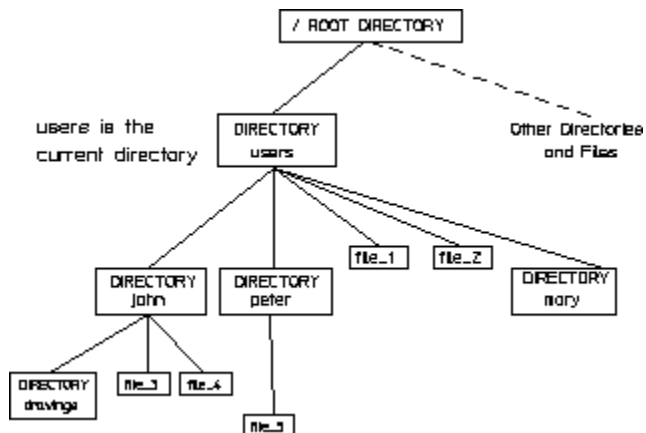 / ROOT DIRECTORY
users is the
current directory
DIRECTORY
users
Other Directories
and Files
file_1
file_2
DIRECTORY
john
DIRECTORY
peter
DIRECTORY
mary
DIRECTORY
drawings
file_3
file_4
file_5